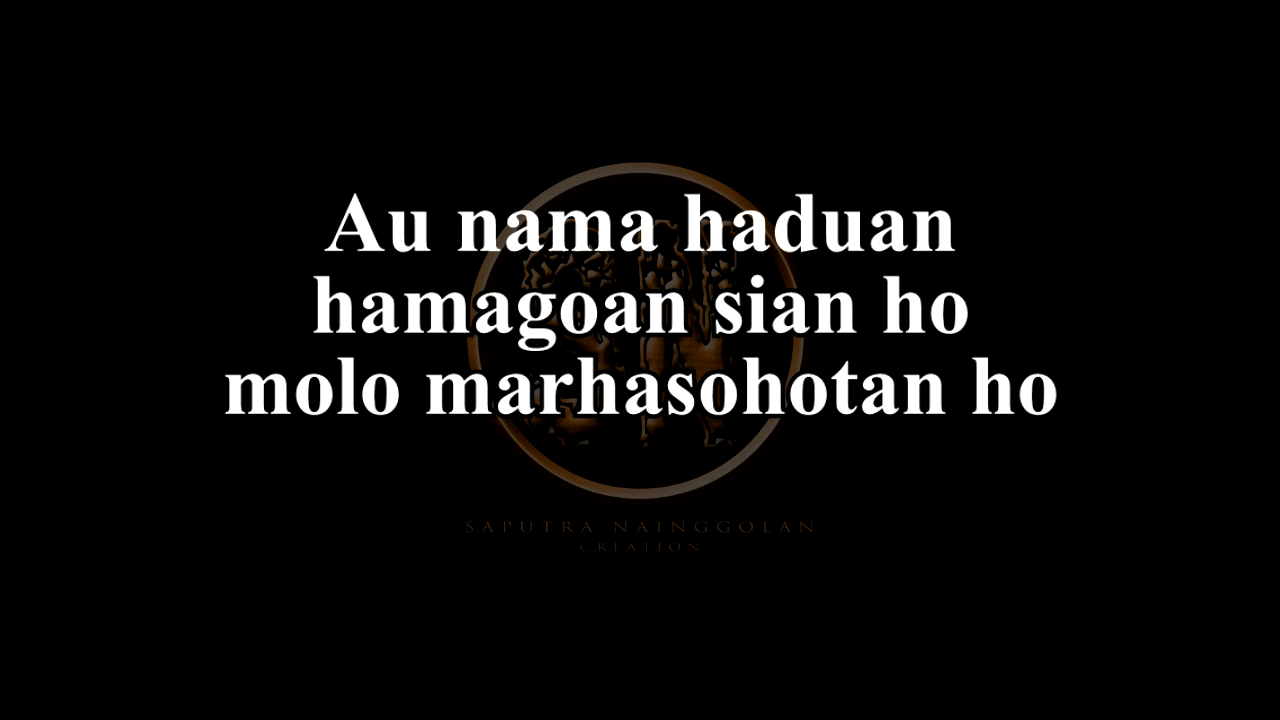 Au nama haduan
hamagoan sian ho
molo marhasohotan ho
SAPUTRA NAINGGOLAN
CREATION